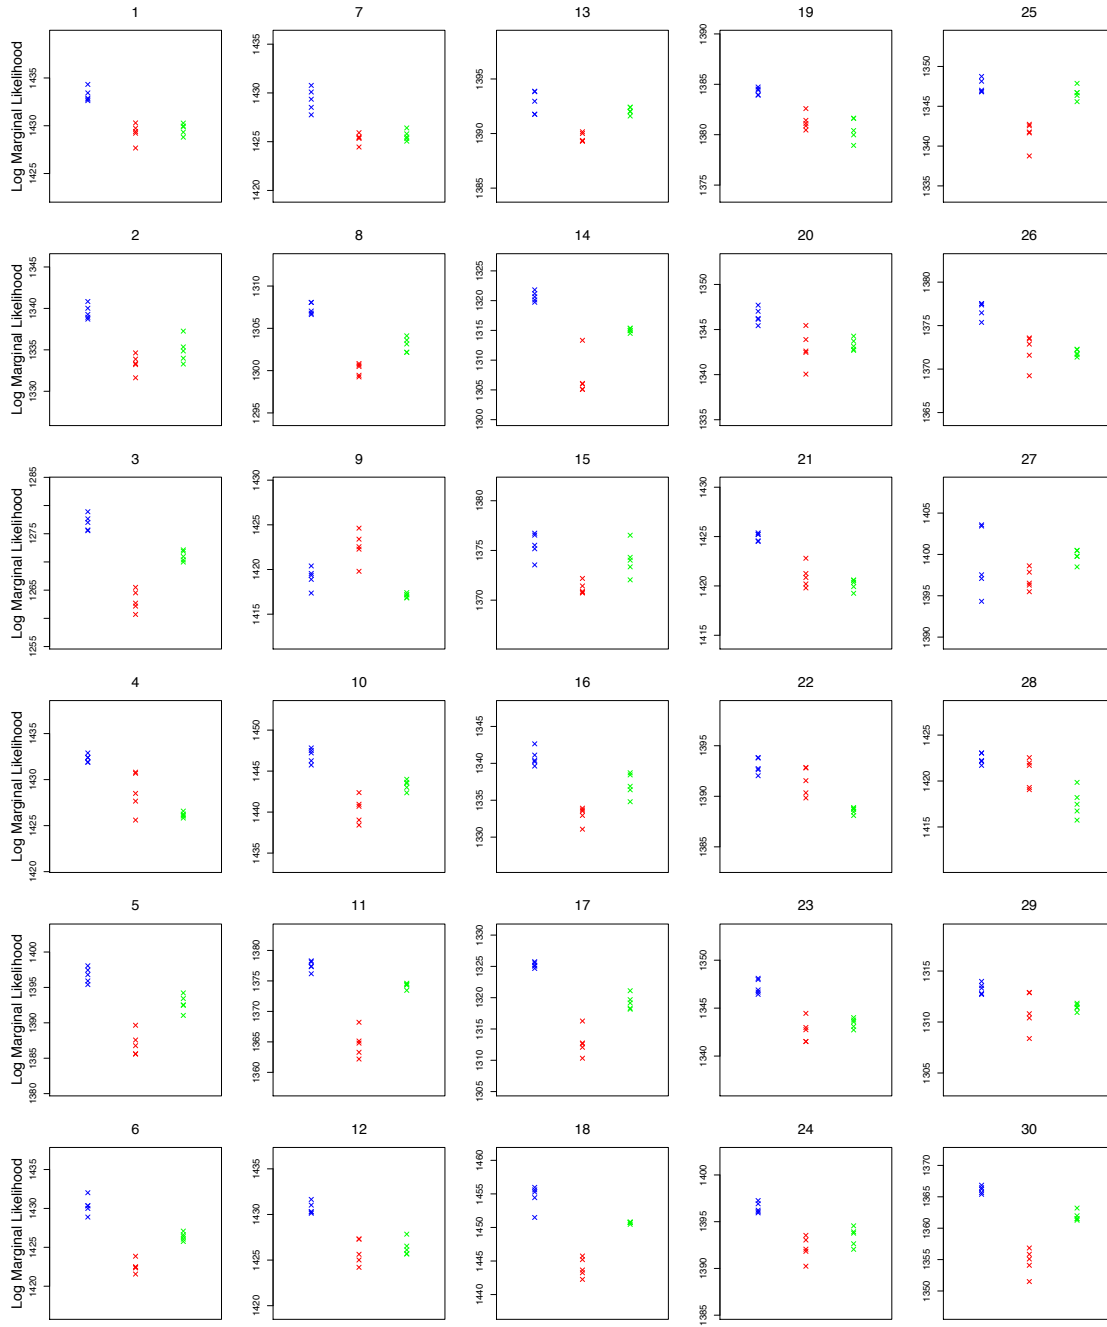 1 7 13 19 25
Log Marginal Likelihood
1425 1430 1435
1420 1425 1430 1435
1385 1390 1395
1375 1380 1385 1390
1335 1340 1345 1350
2 8 14 20 26
Log Marginal Likelihood
1330 1335 1340 1345
1295 1300 1305 1310
1300 1305 1310 1315 1320 1325
1335 1340 1345 1350
1365 1370 1375 1380
3 9 15 21 27
Log Marginal Likelihood
1255 1265 1275 1285
1415 1420 1425 1430
1370 1375 1380
1415 1420 1425 1430
1390 1395 1400 1405
4 10 16 22 28
Log Marginal Likelihood
1420 1425 1430 1435
1435 1440 1445 1450
1330 1335 1340 1345
1385 1390 1395
1415 1420 1425
5 11 17 23 29
Log Marginal Likelihood
1380 1385 1390 1395 1400
1360 1365 1370 1375 1380
1305 1310 1315 1320 1325 1330
1340 1345 1350
1305 1310 1315
6 12 18 24 30
Log Marginal Likelihood
1420 1425 1430 1435
1420 1425 1430 1435
1440 1445 1450 1455 1460
1385 1390 1395 1400
1350 1355 1360 1365 1370